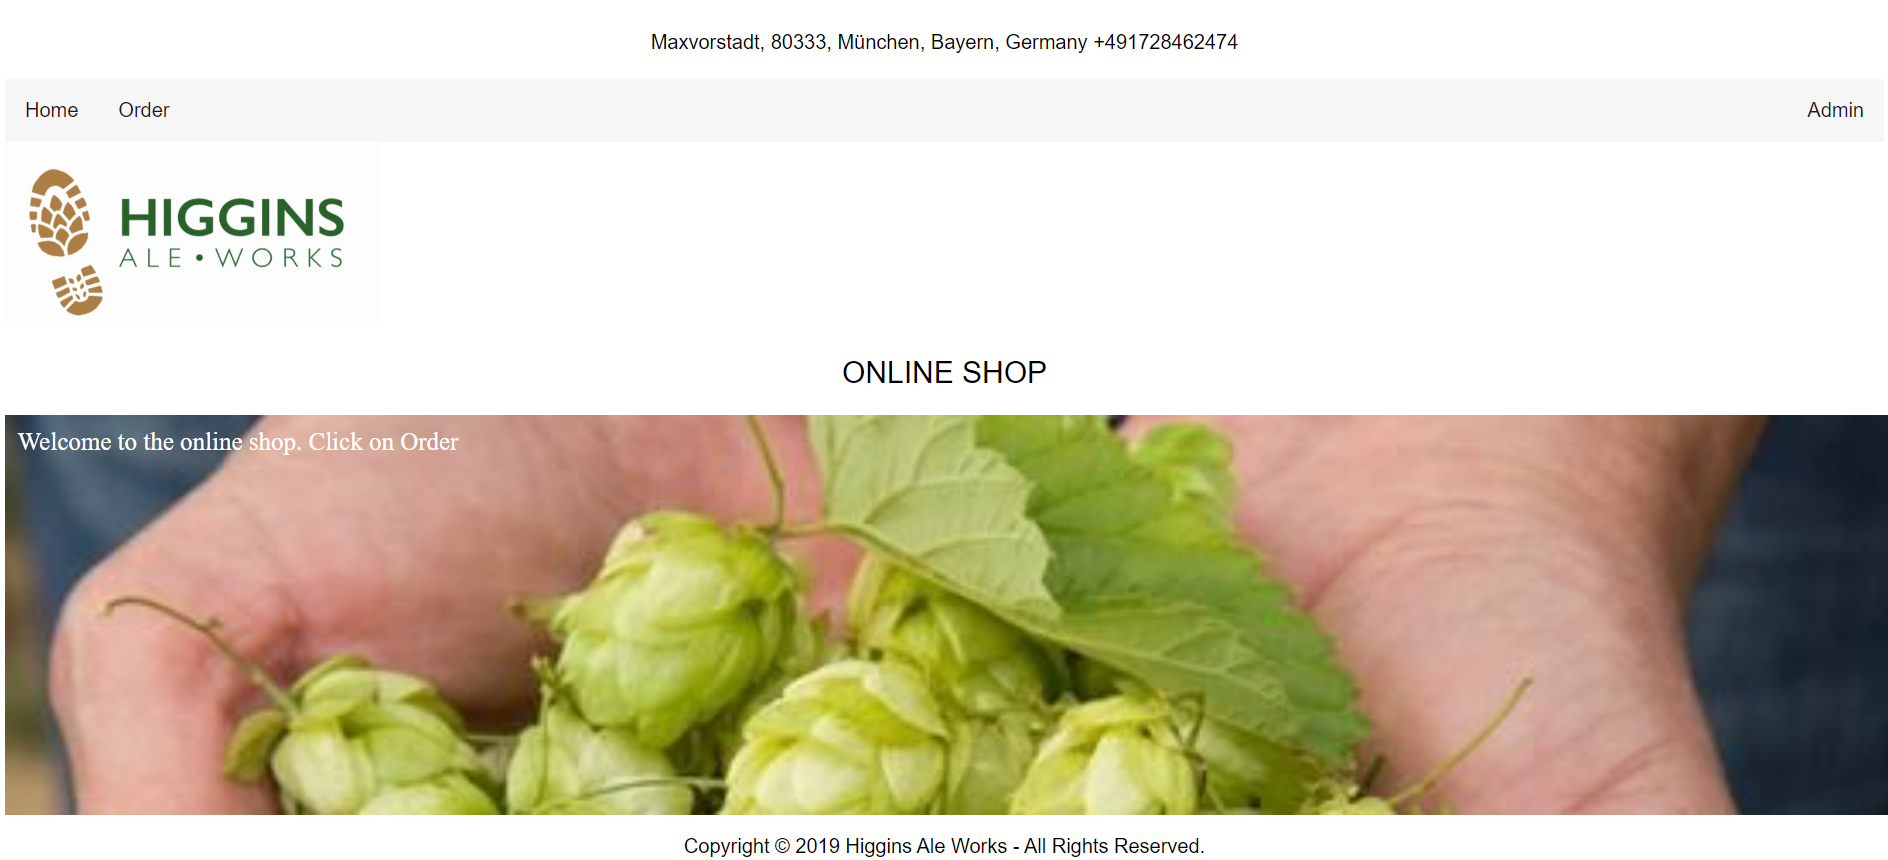 Maxvorstadt, 80333, München, Bayern, Germany +491728462474
Home Order Admin
HIGGINS
ALE • WORKS
ONLINE SHOP
Welcome to the online shop. Click on Order
Copyright © 2019 Higgins Ale Works - All Rights Reserved.